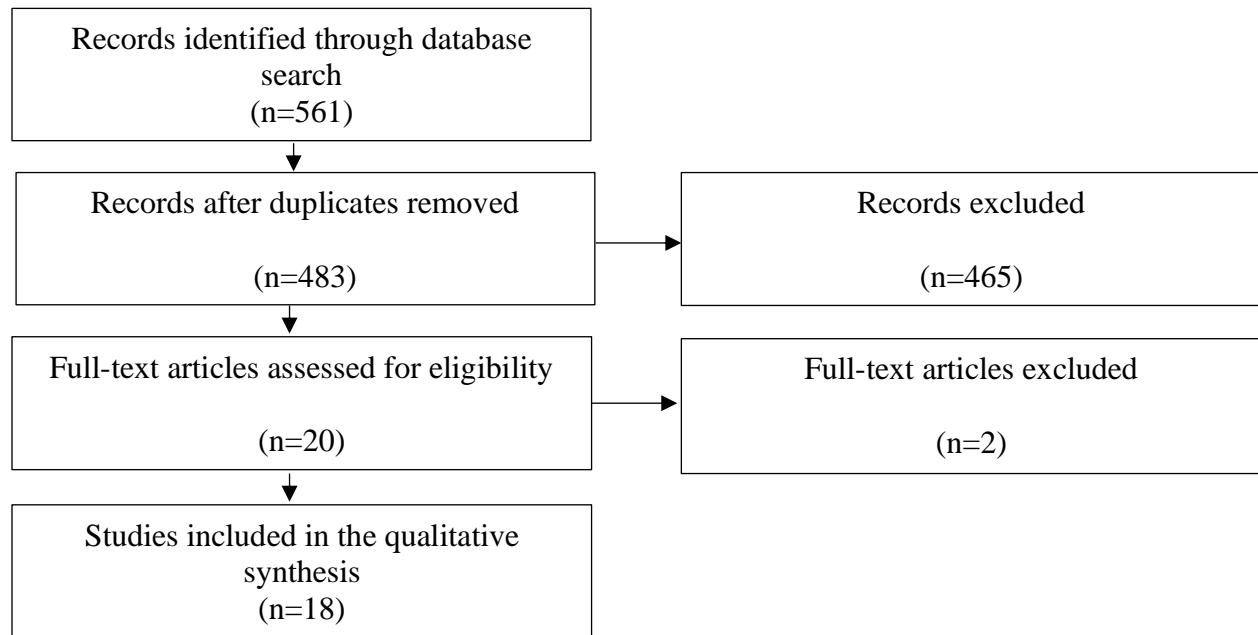 Records identified through database
search
(n=561)
Records after duplicates removed
(n=483)
Records excluded
(n=465)
Full-text articles assessed for eligibility
(n=20)
Full-text articles excluded
(n=2)
Studies included in the qualitative
synthesis
(n=18)